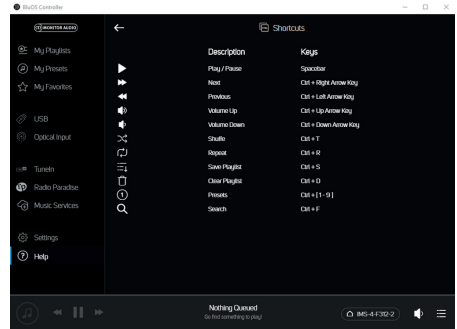 BluOS Controller
MONITOR AUDIO
Shortcuts
My Playlists
My Presets
My Favorites
USB
Optical Input
TuneIn
Radio Paradise
Music Services
Settings
Help
Description Keys
Play / Pause Spacebar
Next Ctrl + Right Arrow Key
Previous Ctrl + Left Arrow Key
Volume Up Ctrl + Up Arrow Key
Volume Down Ctrl + Down Arrow Key
Shuffle Ctrl + T
Repeat Ctrl + R
Save Playlist Ctrl + S
Clear Playlist Ctrl + D
1 Presets Ctrl + [1 - 9]
Search Ctrl + F
Nothing Queued
Go find something to play!
IMS-4-F312-2